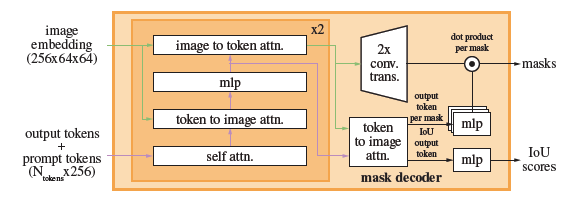 image
embedding
(256x64x64)
output tokens
+
prompt tokens
(Ntokensx256)
x2
image to token attn.
mlp
token to image attn.
self attn.
2x
conv.
trans.
token
to image
attn.
mask decoder
dot product
per mask
output
token
per mask
mlp
IoU
output
token
mlp
masks
IoU
scores